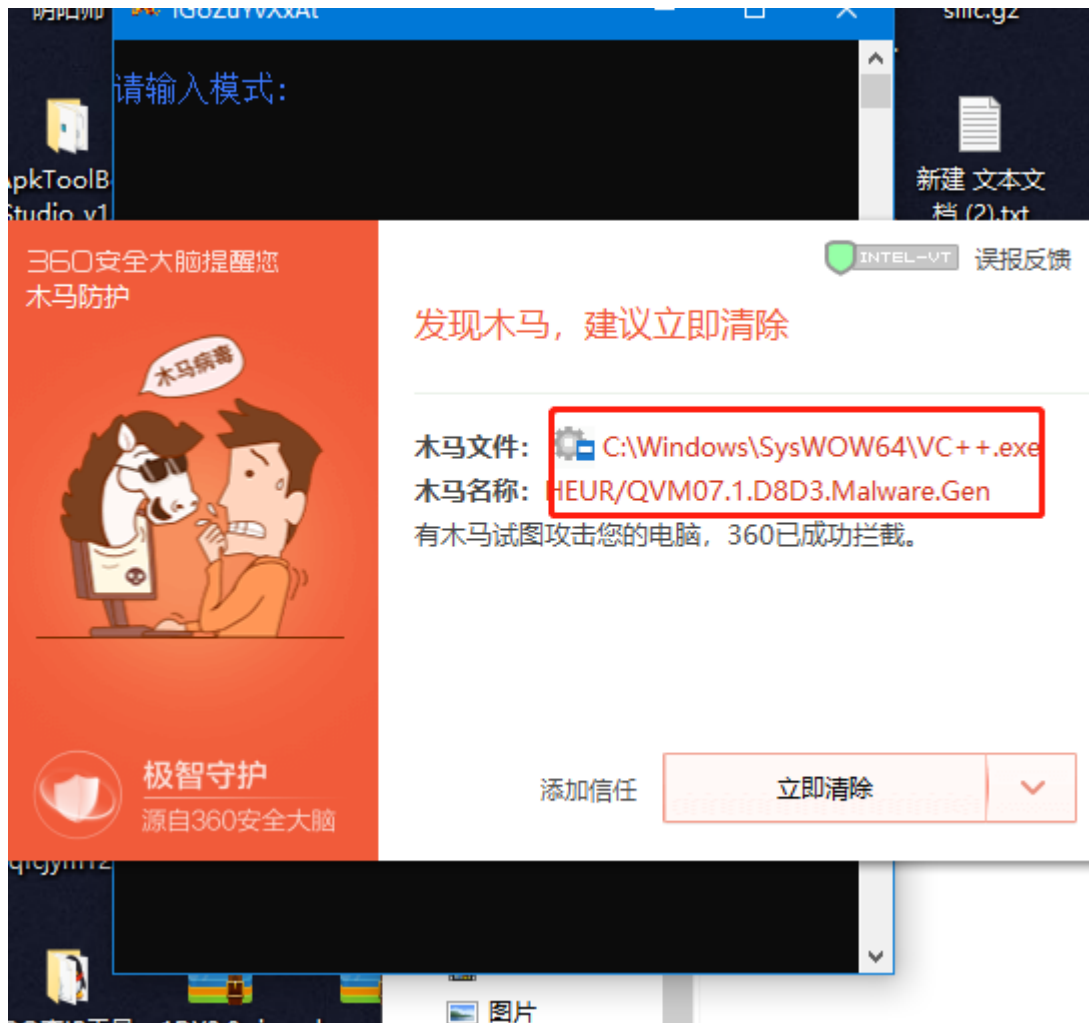 阴阳师
请输入模式：
ApkToolB
Studio v1
新建 文本文
档 (2).txt
360安全大脑提醒您
木马防护
木马病毒
INTEL-VT 误报反馈
发现木马，建议立即清除
木马文件： C:\Windows\SysWOW64\VC++.exe
木马名称： HEUR/QVM07.1.D8D3.Malware.Gen
有木马试图攻击您的电脑，360已成功拦截。
极智守护
源自360安全大脑
添加信任
立即清除
图片